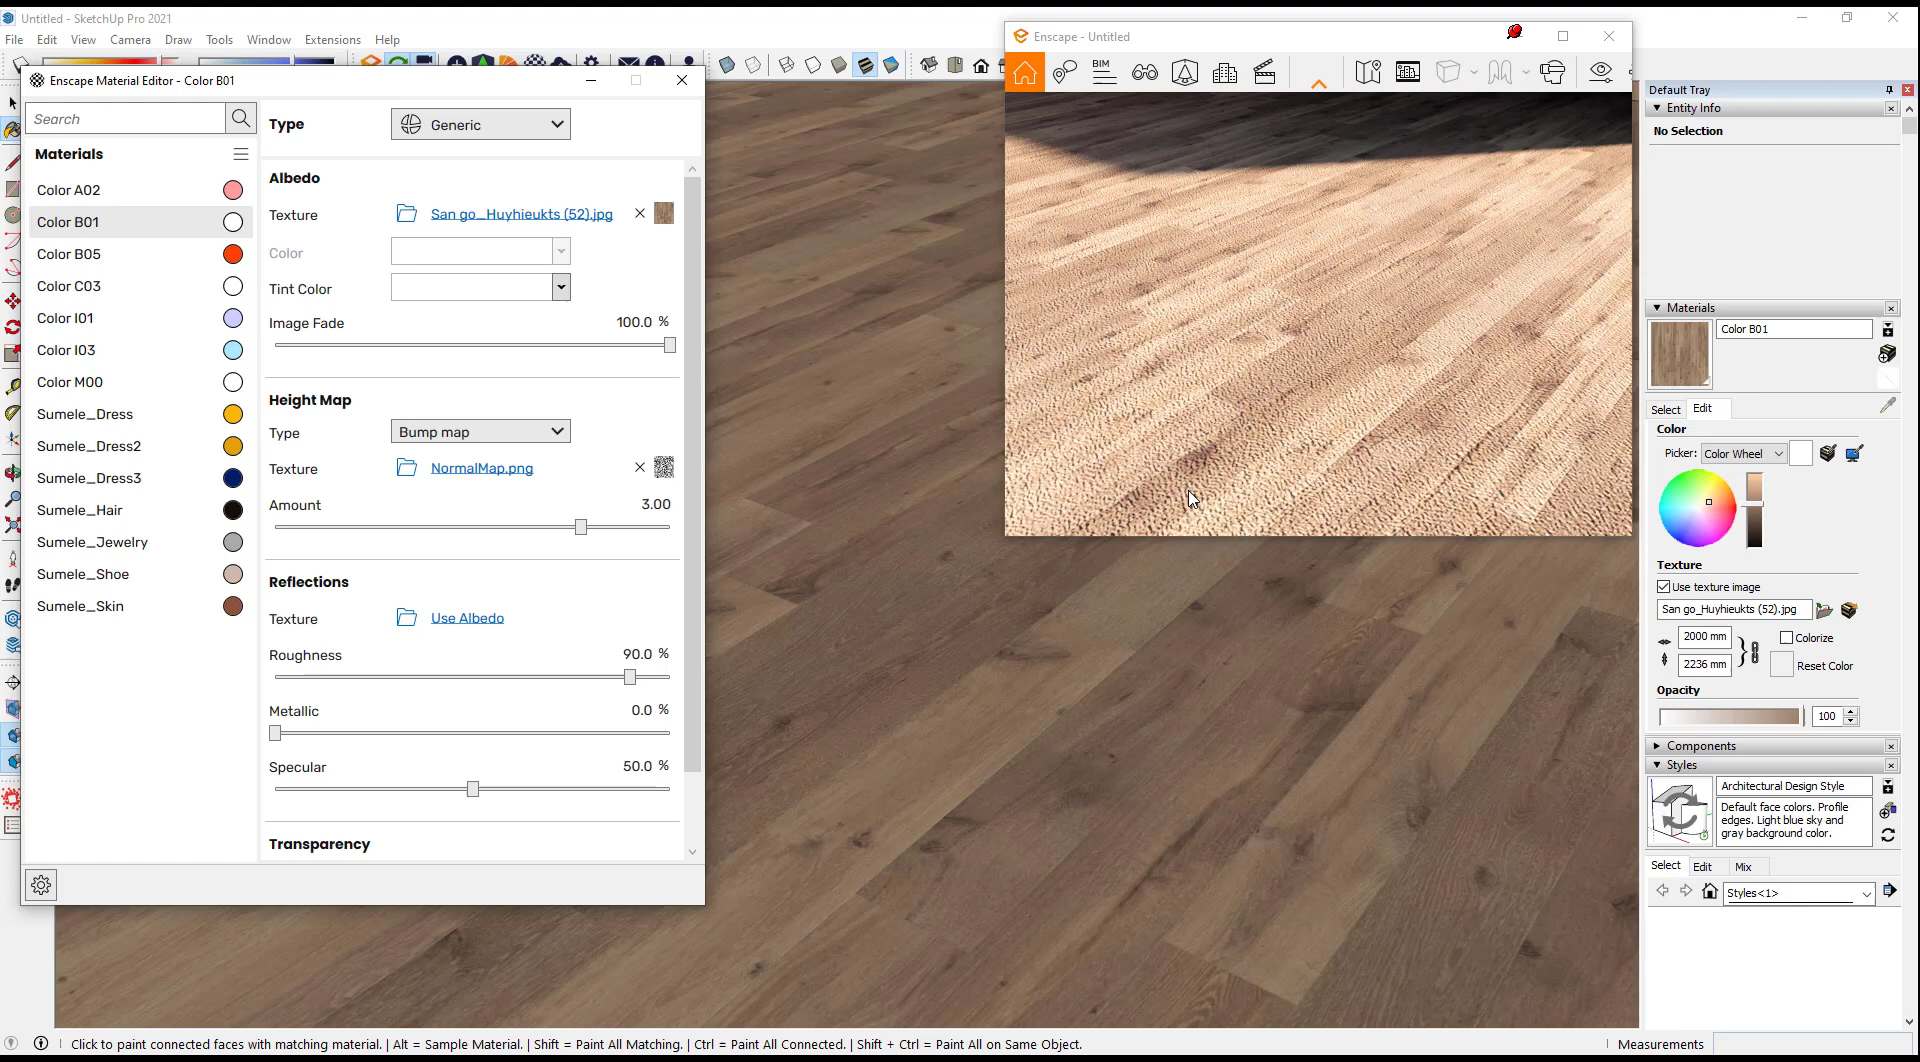 Untitled - SketchUp Pro 2021
File Edit View Camera Draw Tools Window Extensions Help
Enscape Material Editor - Color B01
Search
Materials
Color A02
Color B01
Color B05
Color C03
Color I01
Color I03
Color M00
Sumele_Dress
Sumele_Dress2
Sumele_Dress3
Sumele_Hair
Sumele_Jewelry
Sumele_Shoe
Sumele_Skin
Type Generic
Albedo
Texture San go_Huyhieukts (52).jpg
Color
Tint Color
Image Fade 100.0 %
Height Map
Type Bump map
Texture NormalMap.png
Amount 3.00
Reflections
Texture Use Albedo
Roughness 90.0 %
Metallic 0.0 %
Specular 50.0 %
Transparency
Enscape - Untitled
BIM
Default Tray
Entity Info
No Selection
Materials
Color B01
Select Edit
Color
Picker: Color Wheel
Texture
Use texture image
San go_Huyhieukts (52).jpg
2000 mm Colorize
2236 mm Reset Color
Opacity
100
Components
Styles
Architectural Design Style
Default face colors. Profile
edges. Light blue sky and
gray background color.
Select Edit Mix
Styles<1>
Click to paint connected faces with matching material. | Alt = Sample Material. | Shift = Paint All Matching. | Ctrl = Paint All Connected. | Shift + Ctrl = Paint All on Same Object.
Measurements